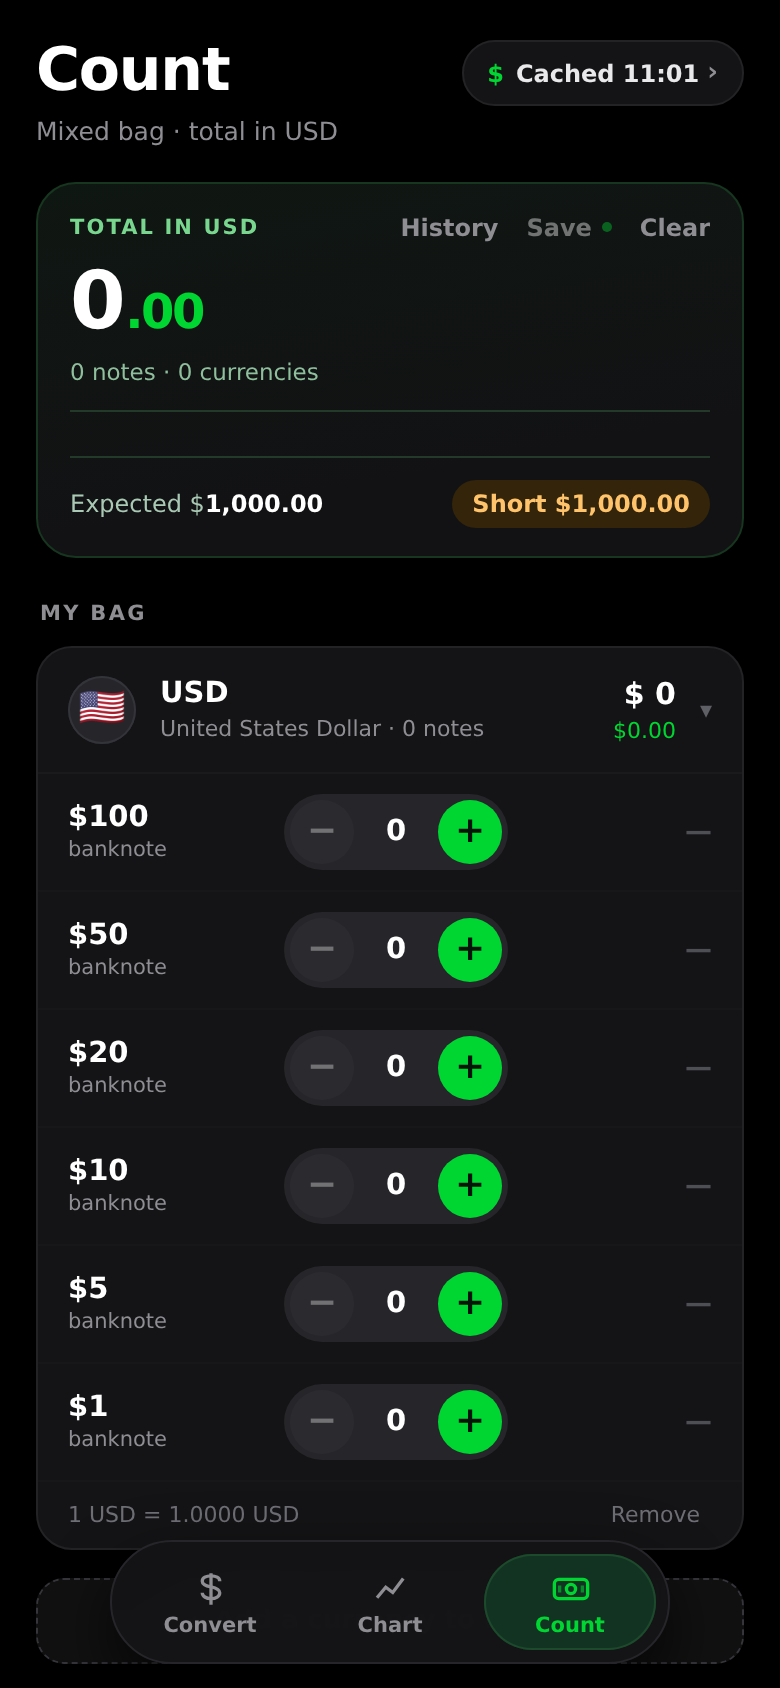 Count
$ Cached 11:01 ›
Mixed bag · total in USD
TOTAL IN USD
History
Save
Clear
0.00
0 notes · 0 currencies
Expected $1,000.00
Short $1,000.00
MY BAG
USD
$ 0
United States Dollar · 0 notes
$0.00
$100
banknote
− 0 +
—
$50
banknote
− 0 +
—
$20
banknote
− 0 +
—
$10
banknote
− 0 +
—
$5
banknote
− 0 +
—
$1
banknote
− 0 +
—
1 USD = 1.0000 USD
Remove
Convert
Chart
Count